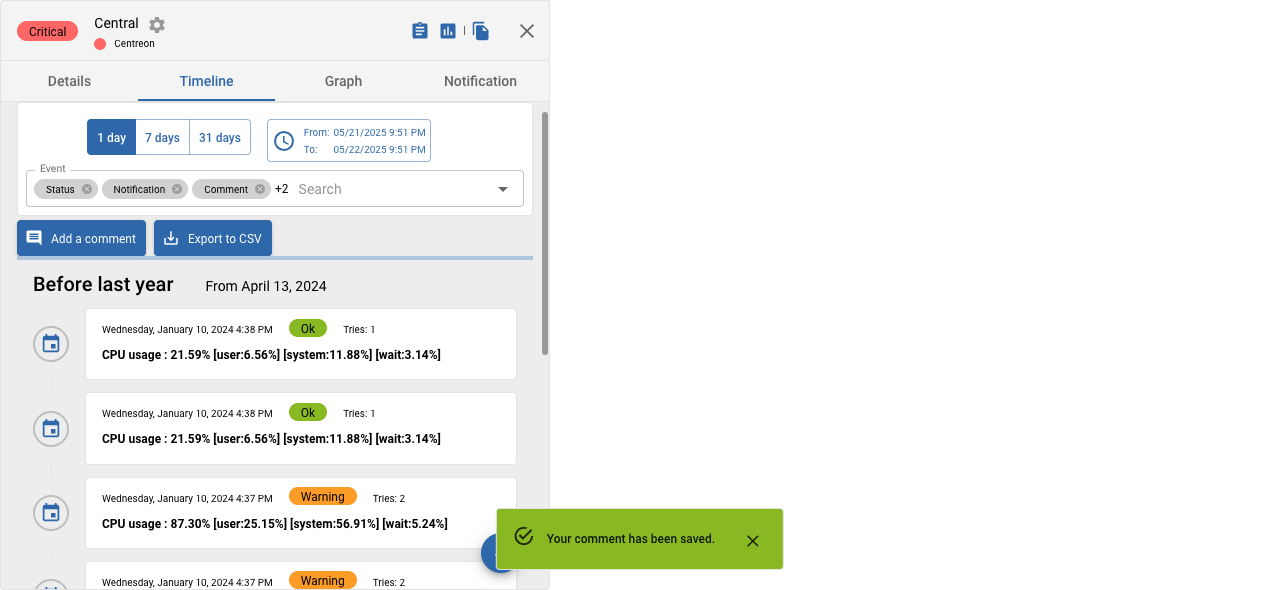 Critical
Central
Centreon
Details
Timeline
Graph
Notification
1 day
7 days
31 days
From: 05/21/2025 9:51 PM
To: 05/22/2025 9:51 PM
Event
Status
Notification
Comment
+2
Search
Add a comment
Export to CSV
Before last year
From April 13, 2024
Wednesday, January 10, 2024 4:38 PM
Ok
Tries: 1
CPU usage : 21.59% [user:6.56%] [system:11.88%] [wait:3.14%]
Wednesday, January 10, 2024 4:38 PM
Ok
Tries: 1
CPU usage : 21.59% [user:6.56%] [system:11.88%] [wait:3.14%]
Wednesday, January 10, 2024 4:37 PM
Warning
Tries: 2
CPU usage : 87.30% [user:25.15%] [system:56.91%] [wait:5.24%]
Your comment has been saved.
Wednesday, January 10, 2024 4:37 PM
Warning
Tries: 2